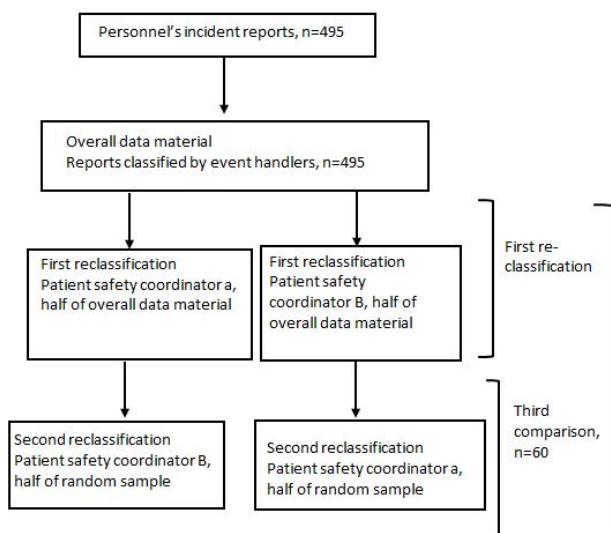 Personnel's incident reports, n=495
Overall data material
Reports classified by event handlers, n=495
First reclassification
Patient safety coordinator a,
half of overall data material
First reclassification
Patient safety
coordinator B, half of
overall data material
First re-
classification
Second reclassification
Patient safety coordinator B,
half of random sample
Second reclassification
Patient safety coordinator a,
half of random sample
Third
comparison,
n=60